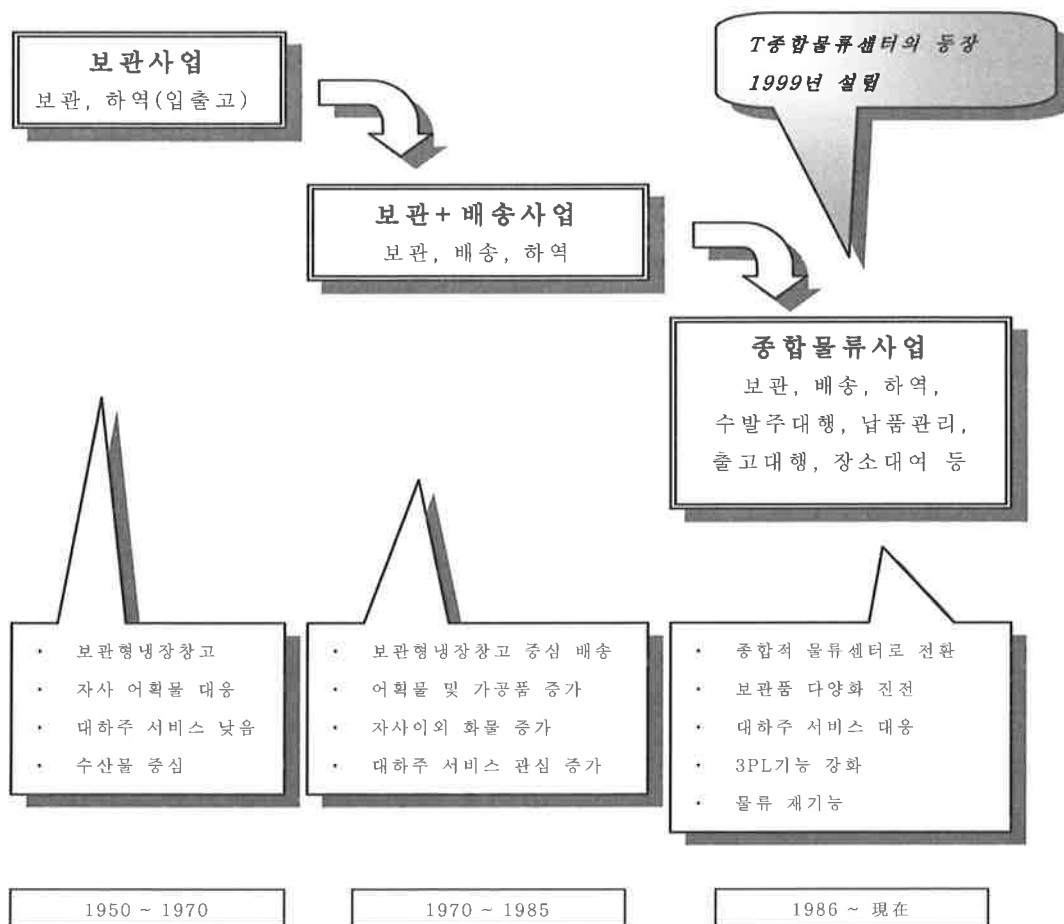 보관사업
보관, 하역(입출고)
T종합물류센터의 등장
1999년 설립
보관+배송사업
보관, 배송, 하역
종합물류사업
보관, 배송, 하역,
수발주대행, 납품관리,
출고대행, 장소대여 등
· 보관형냉장창고
· 자사 어획물 대응
· 대하주 서비스 낮음
· 수산물 중심
· 보관형냉장창고 중심 배송
· 어획물 및 가공품 증가
· 자사이외 화물 증가
· 대하주 서비스 관심 증가
· 종합적 물류센터로 전환
· 보관품 다양화 진전
· 대하주 서비스 대응
· 3PL기능 강화
· 물류 재기능
1950 ~ 1970
1970 ~ 1985
1986 ~ 現在